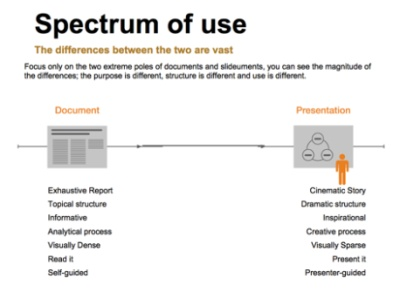 Spectrum of use
The differences between the two are vast
Focus only on the two extreme poles of documents and slideuments, you can see the magnitude of
the differences; the purpose is different, structure is different and use is different.
Document
Presentation
Exhaustive Report
Topical structure
Informative
Analytical process
Visually Dense
Read it
Self-guided
Cinematic Story
Dramatic structure
Inspirational
Creative process
Visually Sparse
Present it
Presenter-guided